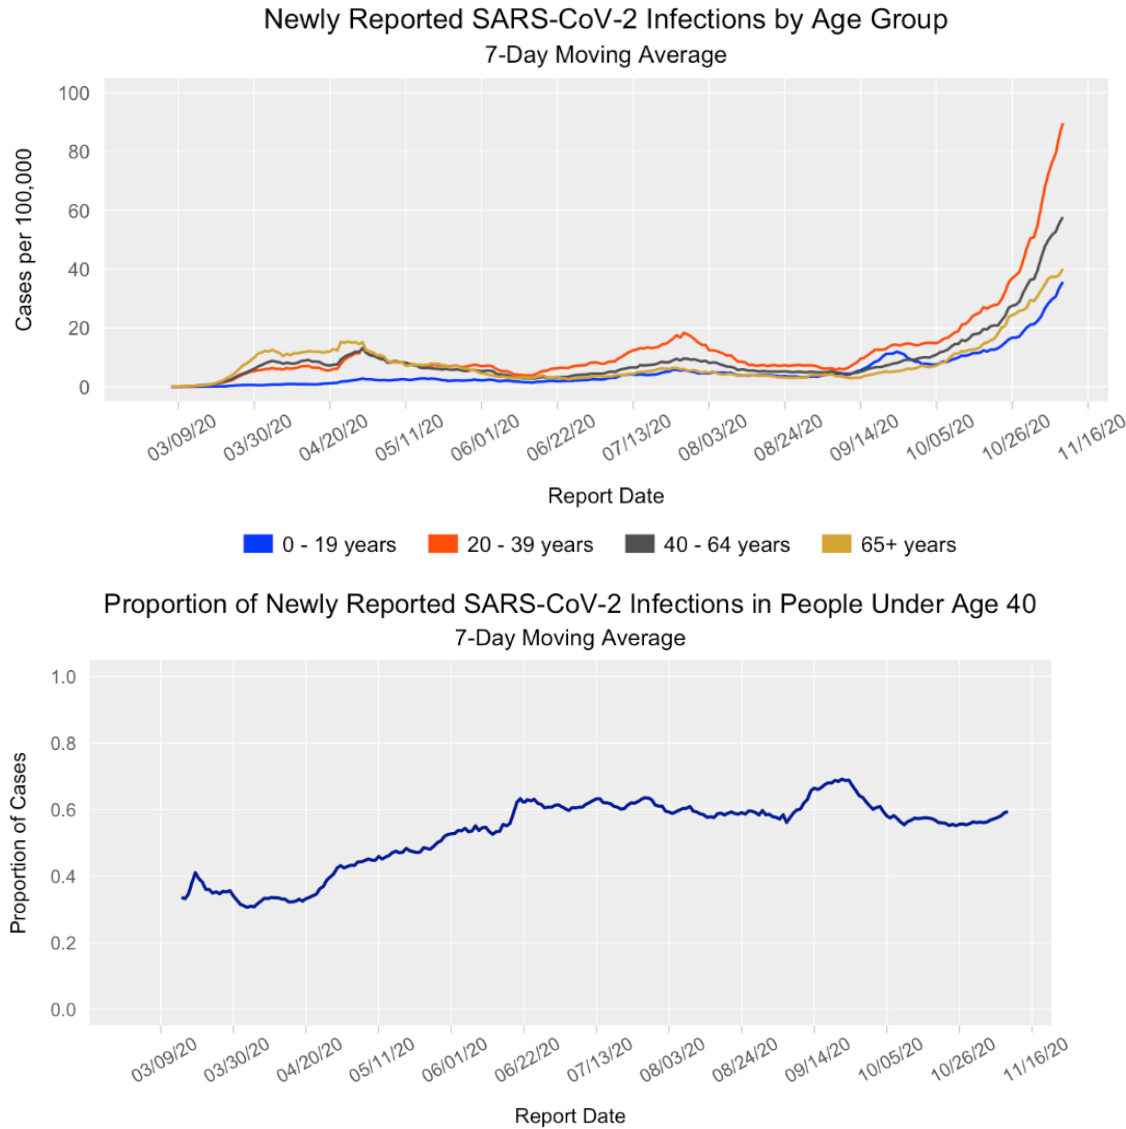 Newly Reported SARS-CoV-2 Infections by Age Group
7-Day Moving Average
Cases per 100,000
100
80
60
40
20
0
03/09/20 03/30/20 04/20/20 05/11/20 06/01/20 06/22/20 07/13/20 08/03/20 08/24/20 09/14/20 10/05/20 10/26/20 11/16/20
Report Date
0 - 19 years 20 - 39 years 40 - 64 years 65+ years
Proportion of Newly Reported SARS-CoV-2 Infections in People Under Age 40
7-Day Moving Average
Proportion of Cases
1.0
0.8
0.6
0.4
0.2
0.0
03/09/20 03/30/20 04/20/20 05/11/20 06/01/20 06/22/20 07/13/20 08/03/20 08/24/20 09/14/20 10/05/20 10/26/20 11/16/20
Report Date